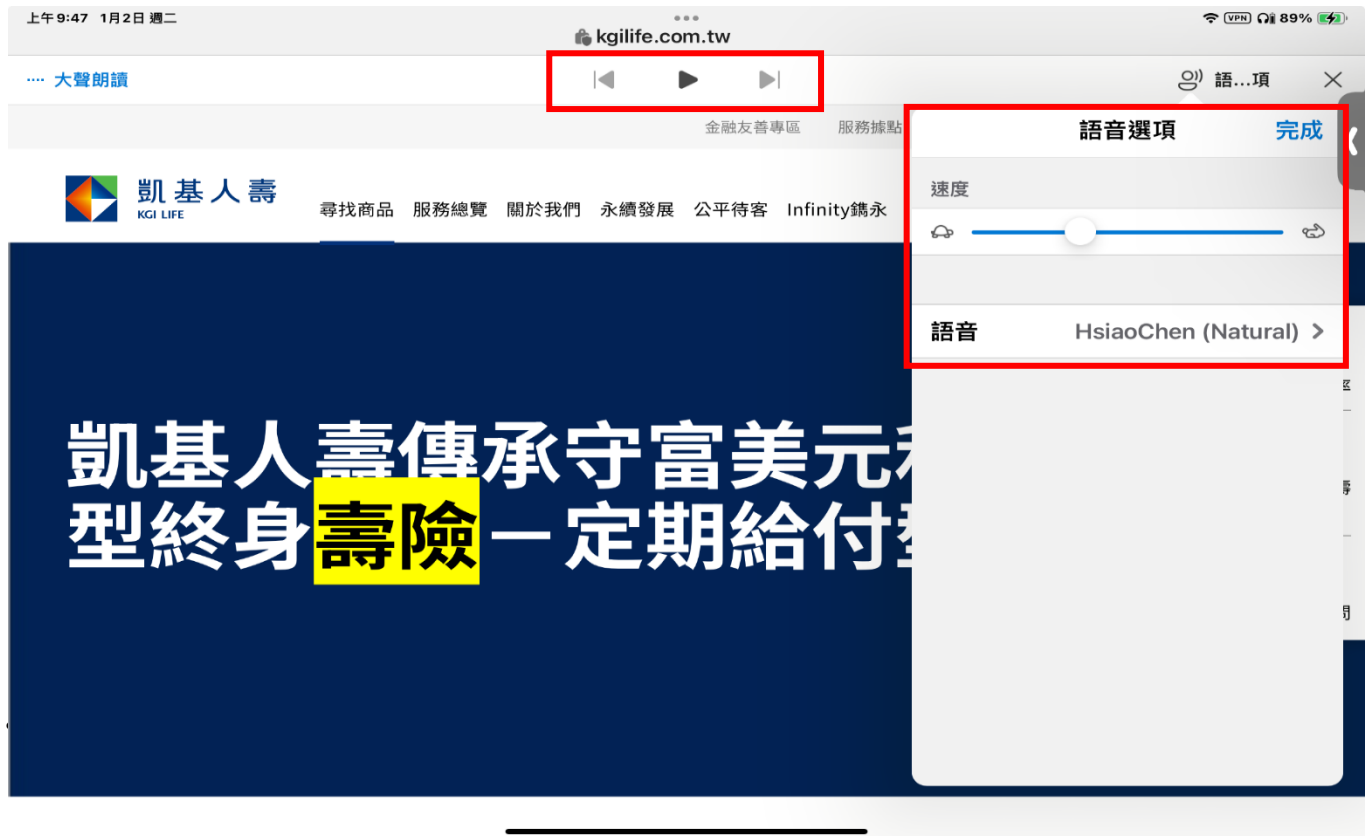 上午9:47 1月2日 週二
VPN 89%
kgilife.com.tw
大聲朗讀
語...項
金融友善專區 服務據點
語音選項 完成
凱基人壽
KGI LIFE
尋找商品 服務總覽 關於我們 永續發展 公平待客 Infinity鐫永
速度
語音 HsiaoChen (Natural)
凱基人壽傳承守富美元
型終身壽險－定期給付